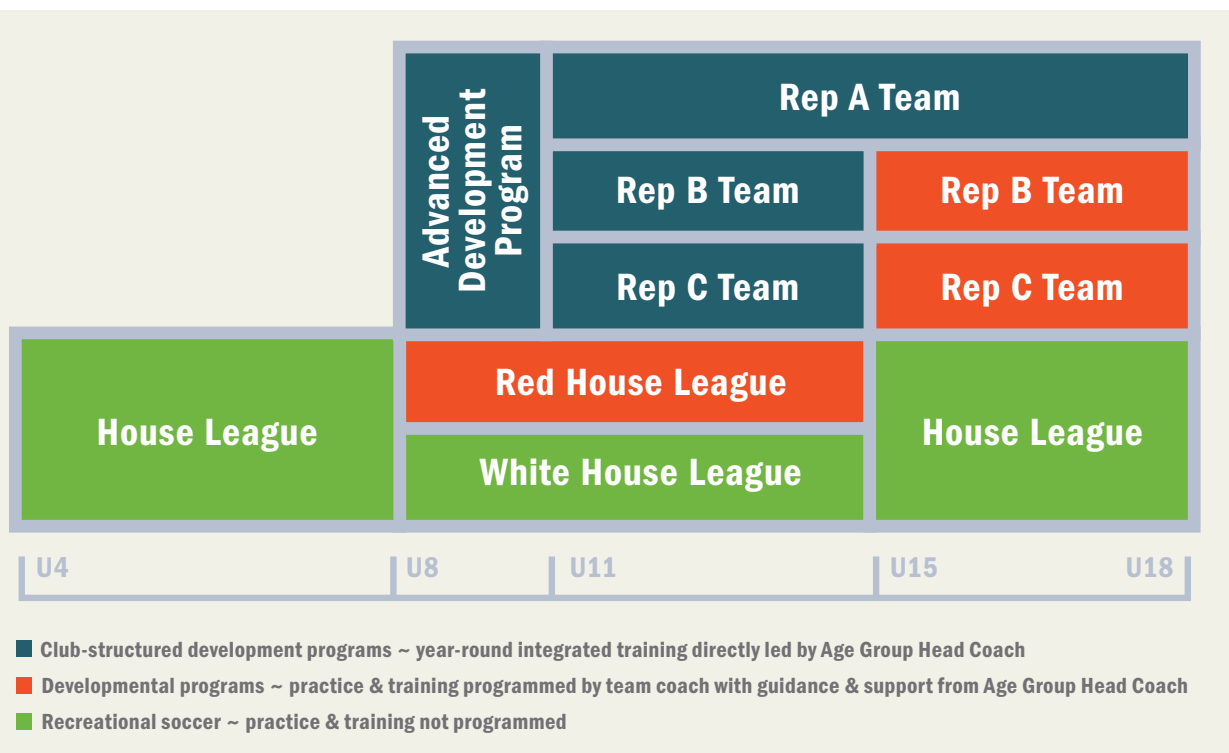 Advanced
Development
Program
Rep A Team
Rep B Team
Rep B Team
Rep C Team
Rep C Team
House League
Red House League
White House League
House League
U4
U8
U11
U15
U18
Club-structured development programs ~ year-round integrated training directly led by Age Group Head Coach
Developmental programs ~ practice & training programmed by team coach with guidance & support from Age Group Head Coach
Recreational soccer ~ practice & training not programmed